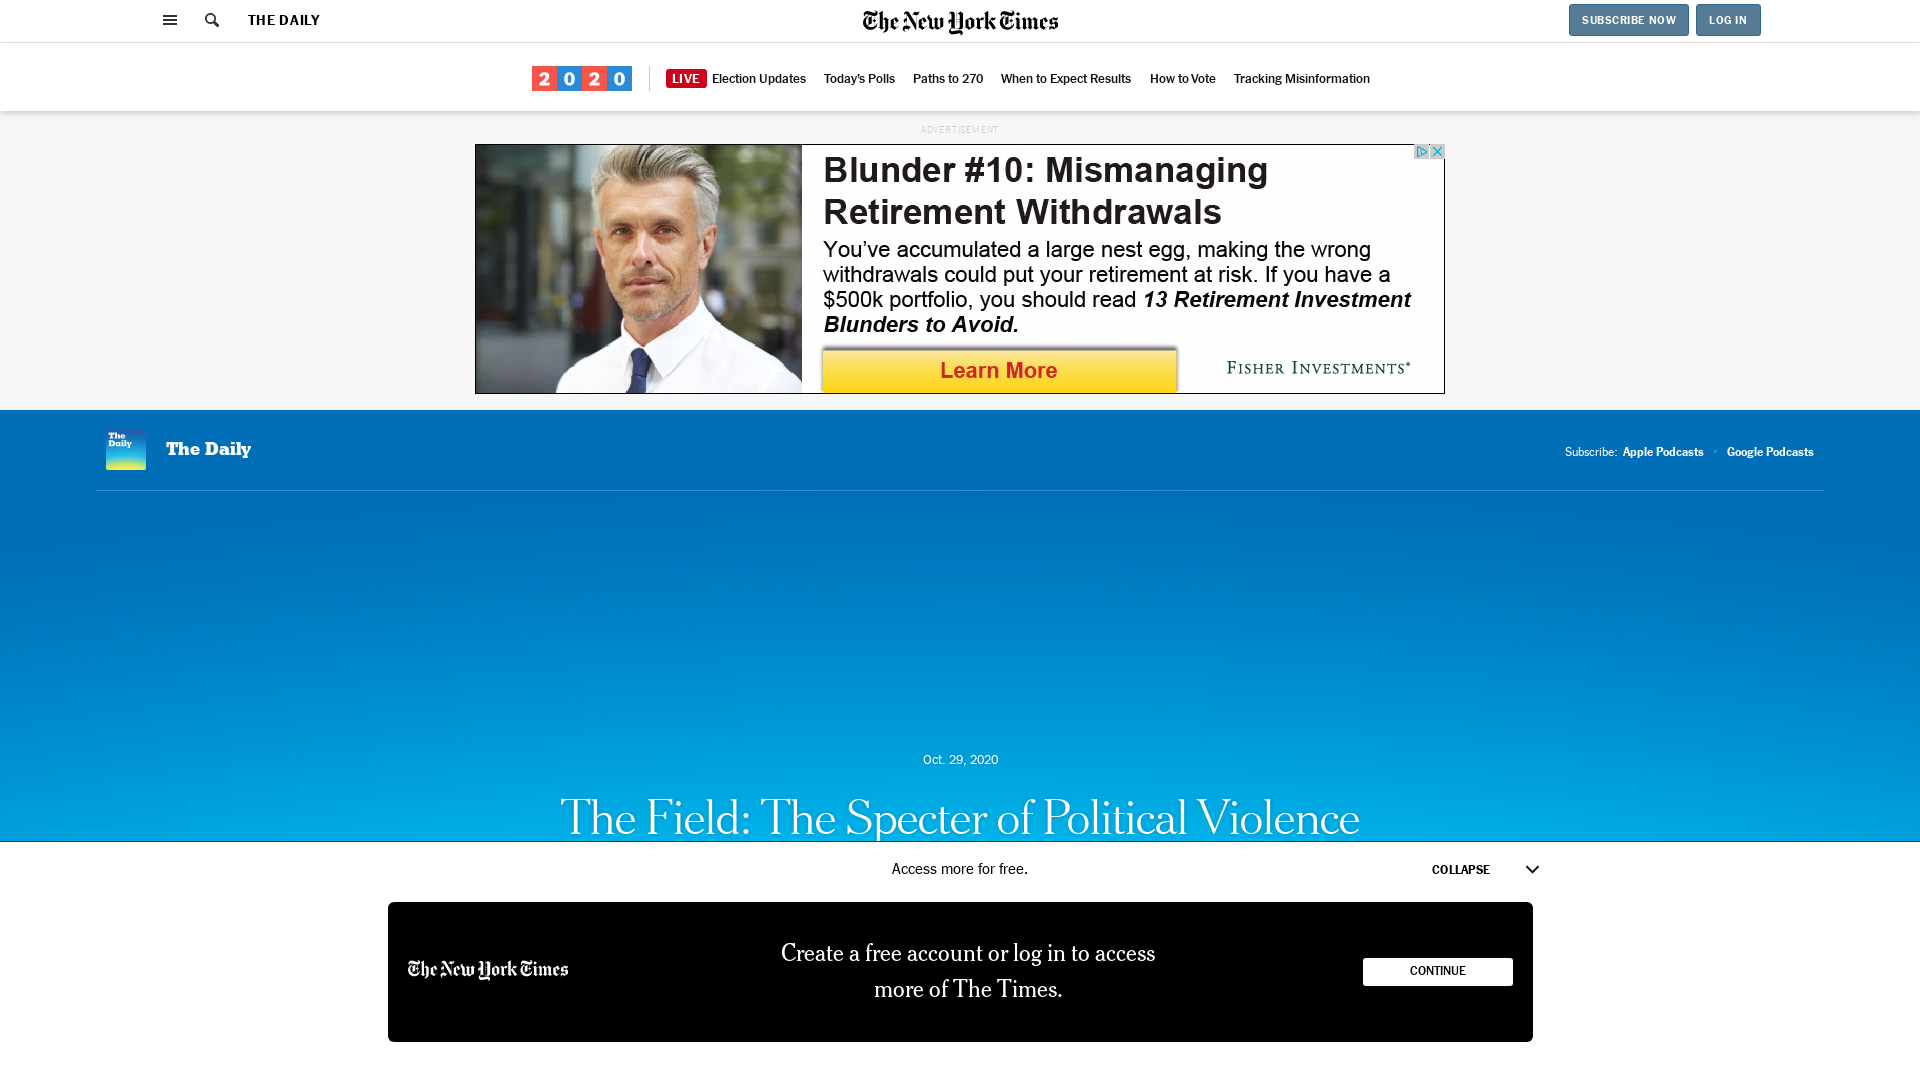 THE DAILY
The New York Times
SUBSCRIBE NOW
LOG IN
2020
LIVE Election Updates
Today's Polls
Paths to 270
When to Expect Results
How to Vote
Tracking Misinformation
ADVERTISEMENT
Blunder #10: Mismanaging
Retirement Withdrawals
You've accumulated a large nest egg, making the wrong
withdrawals could put your retirement at risk. If you have a
$500k portfolio, you should read 13 Retirement Investment
Blunders to Avoid.
Learn More
FISHER INVESTMENTS®
The
Daily
The Daily
Subscribe: Apple Podcasts • Google Podcasts
Oct. 29, 2020
The Field: The Specter of Political Violence
Access more for free.
COLLAPSE
The New York Times
Create a free account or log in to access
more of The Times.
CONTINUE